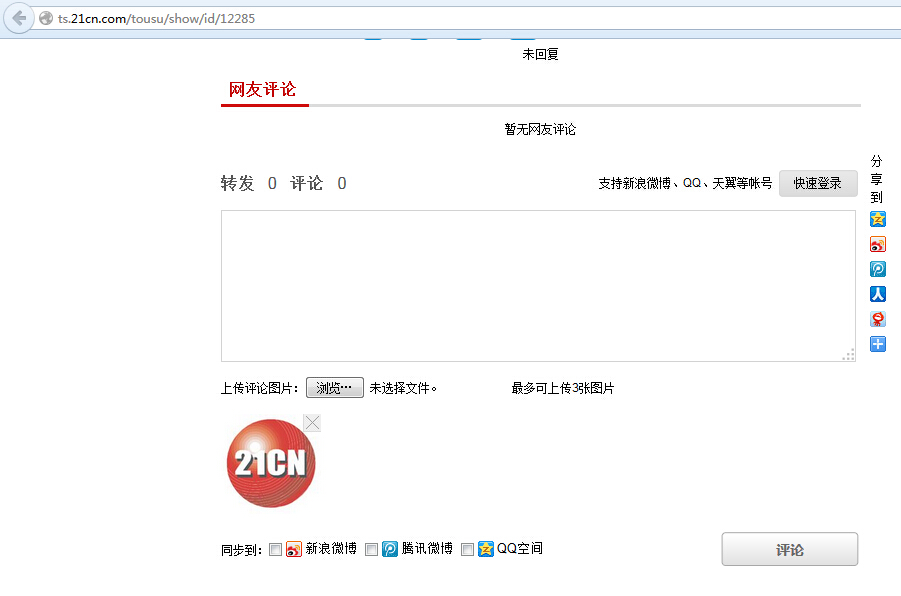 ts.21cn.com/tousu/show/id/12285
未回复
网友评论
暂无网友评论
转发 0 评论 0 支持新浪微博、QQ、天翼等帐号 快速登录
分
享
到
上传评论图片： 浏览… 未选择文件。 最多可上传3张图片
21CN
同步到： 新浪微博 腾讯微博 QQ空间 评论